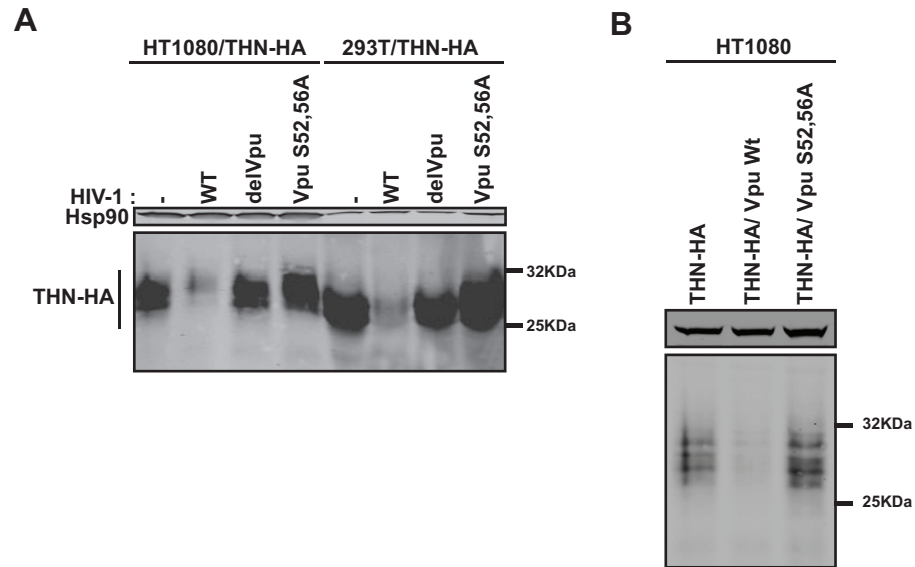 A
HT1080/THN-HA 293T/THN-HA
HIV-1 : - WT delVpu Vpu S52,56A - WT delVpu Vpu S52,56A
Hsp90
THN-HA
32KDa
25KDa
B
HT1080
THN-HA THN-HA/ Vpu Wt THN-HA/ Vpu S52,56A
32KDa
25KDa